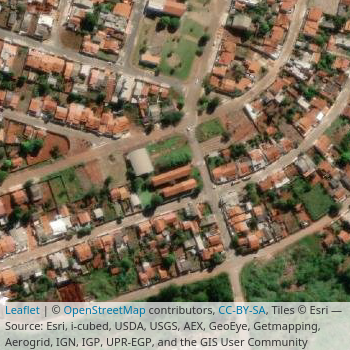 Leaflet | © OpenStreetMap contributors, CC-BY-SA, Tiles © Esri —
Source: Esri, i-cubed, USDA, USGS, AEX, GeoEye, Getmapping,
Aerogrid, IGN, IGP, UPR-EGP, and the GIS User Community